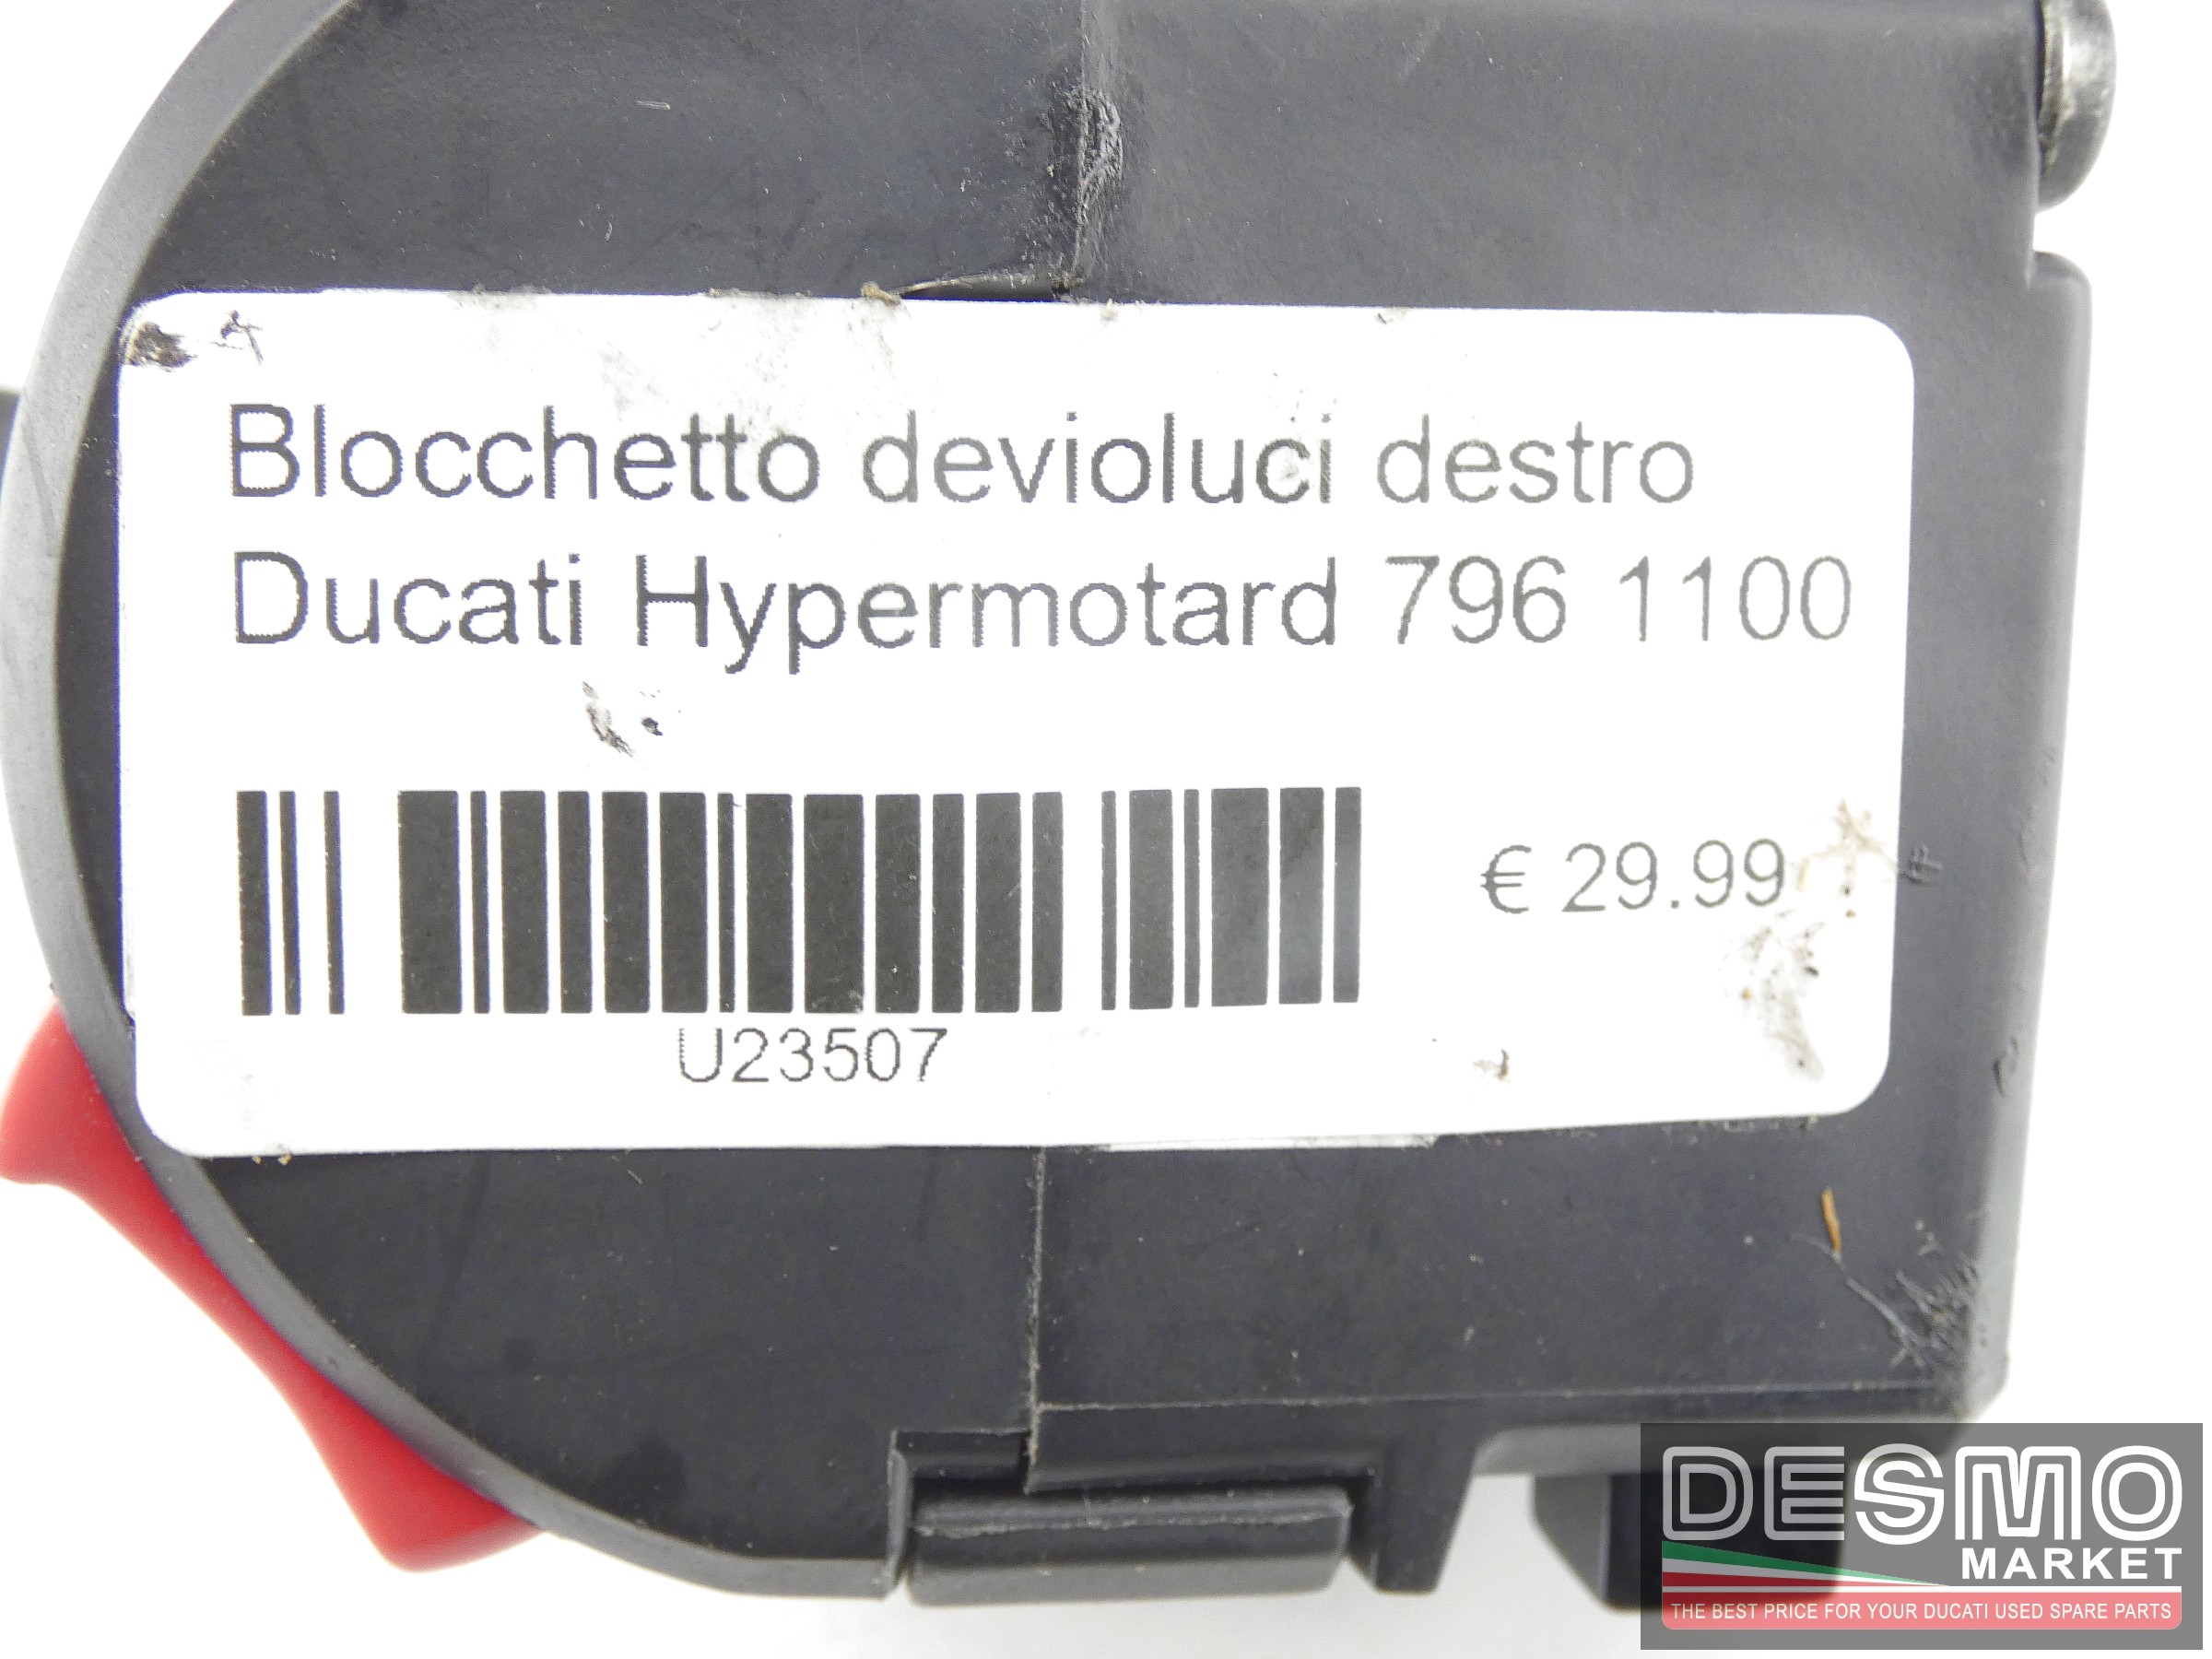 Blocchetto devioluci destro
Ducati Hypermotard 796 1100
€ 29.99
U23507
DESMO
MARKET
THE BEST PRICE FOR YOUR DUCATI USED SPARE PARTS